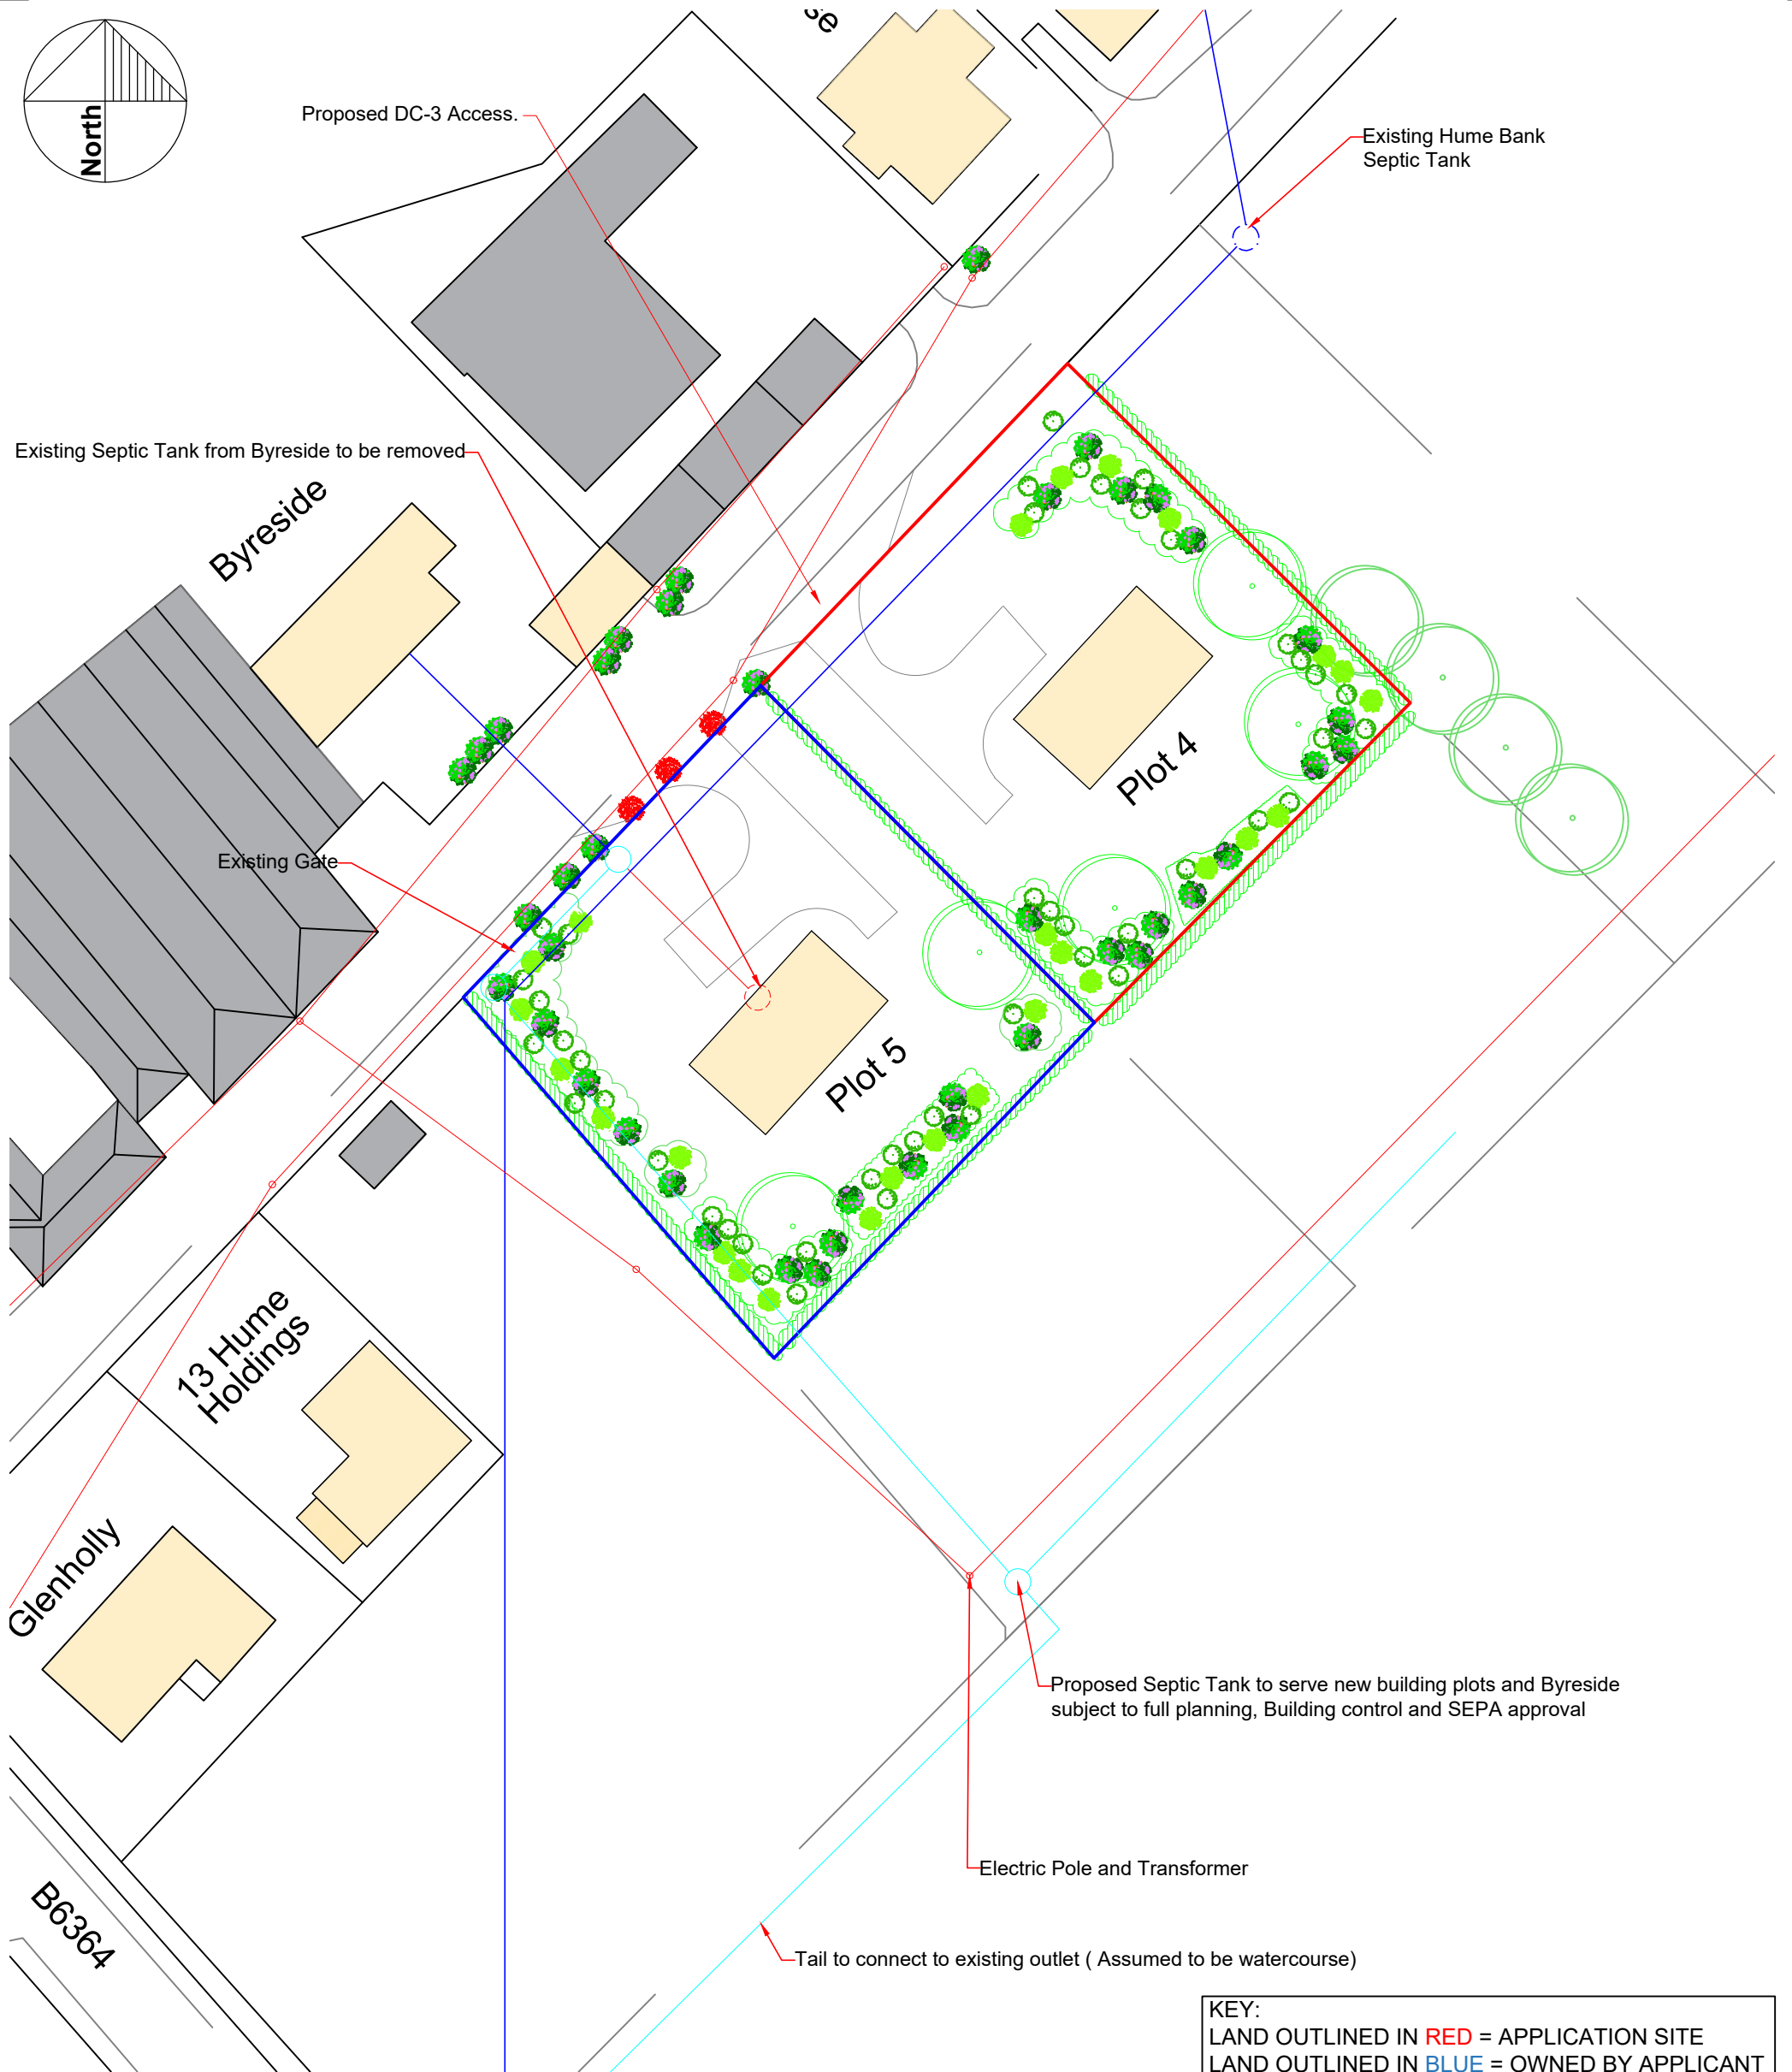 North
Proposed DC-3 Access.
Existing Hume Bank
Septic Tank
Existing Septic Tank from Byreside to be removed
Byreside
Plot 4
Existing Gate
Plot 5
13 Hume
Holdings
Glenholly
Proposed Septic Tank to serve new building plots and Byreside
subject to full planning, Building control and SEPA approval
Electric Pole and Transformer
B6364
Tail to connect to existing outlet ( Assumed to be watercourse)
KEY:
LAND OUTLINED IN RED = APPLICATION SITE
LAND OUTLINED IN BLUE = OWNED BY APPLICANT